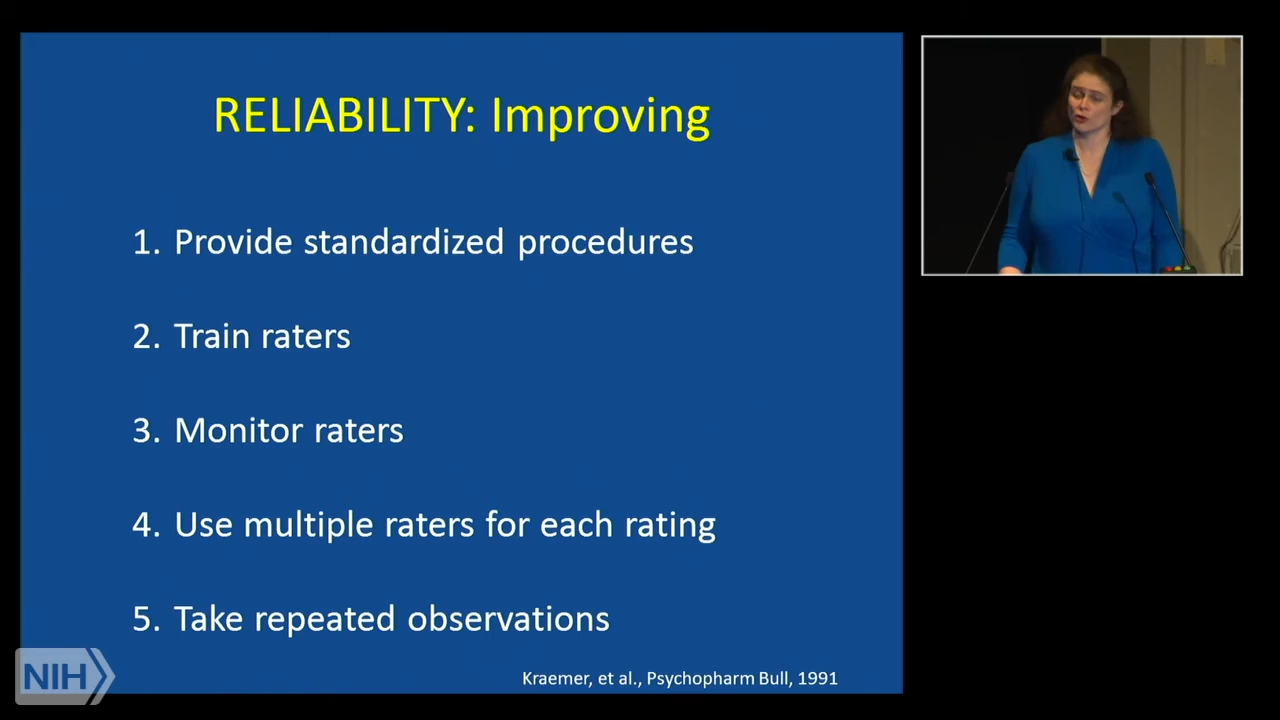 RELIABILITY: Improving
1. Provide standardized procedures
2. Train raters
3. Monitor raters
4. Use multiple raters for each rating
5. Take repeated observations
Kraemer, et al., Psychopharm Bull, 1991
NIH